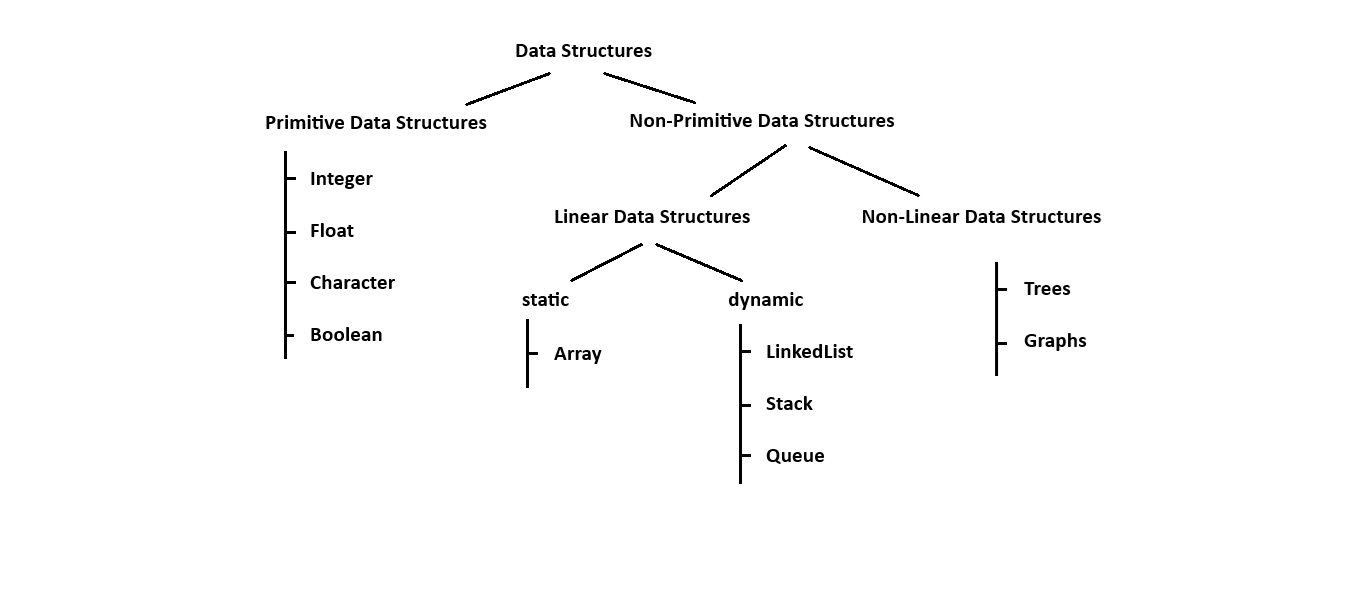 Data Structures
Primitive Data Structures
Non-Primitive Data Structures
Integer
Float
Character
Boolean
Linear Data Structures
Non-Linear Data Structures
static
dynamic
Array
LinkedList
Stack
Queue
Trees
Graphs